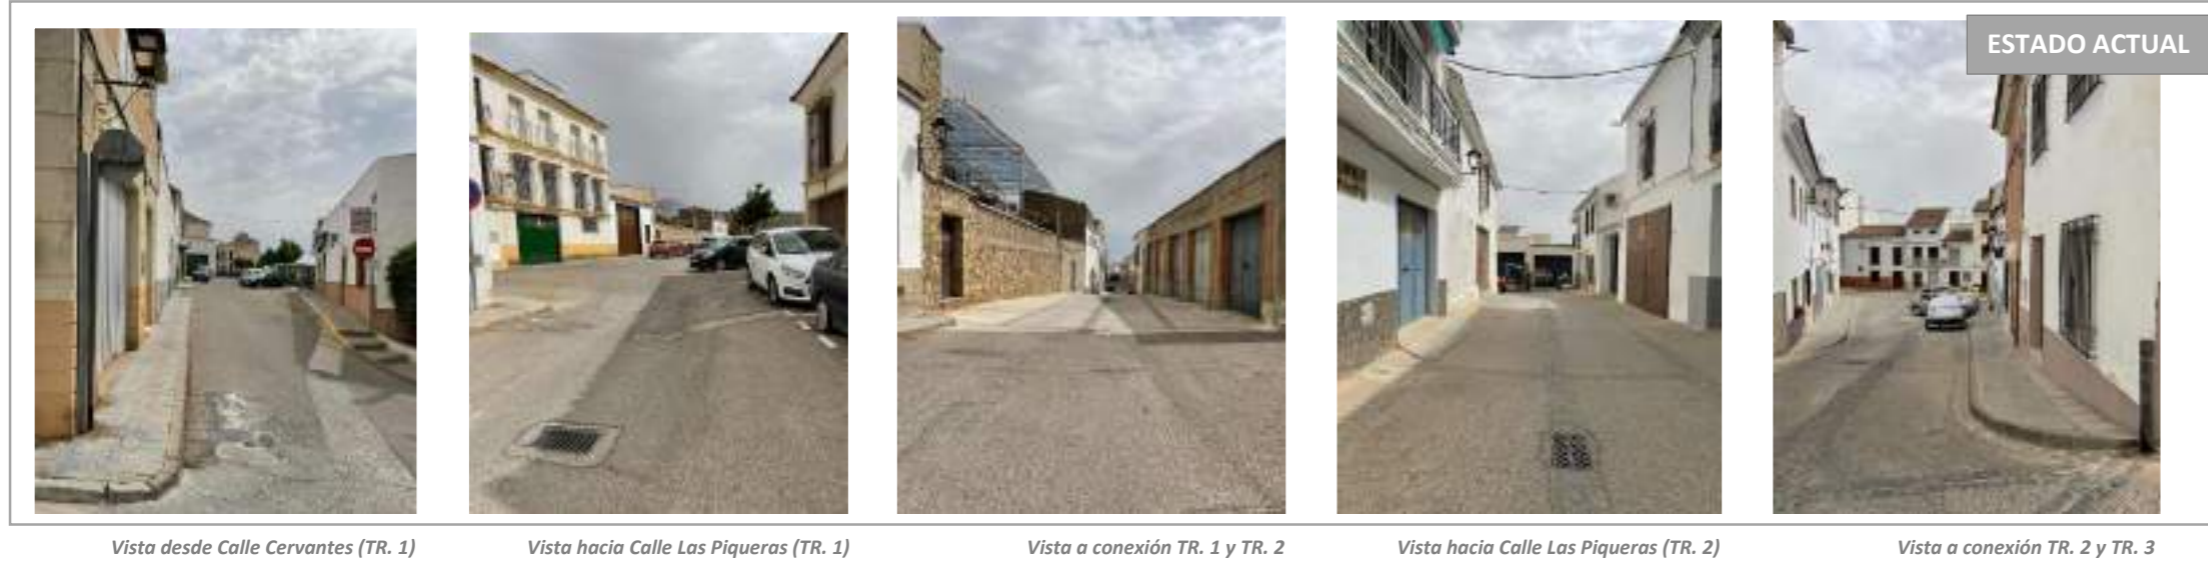 ESTADO ACTUAL
Vista desde Calle Cervantes (TR. 1)
Vista hacia Calle Las Piqueras (TR. 1)
Vista a conexión TR. 1 y TR. 2
Vista hacia Calle Las Piqueras (TR. 2)
Vista a conexión TR. 2 y TR. 3